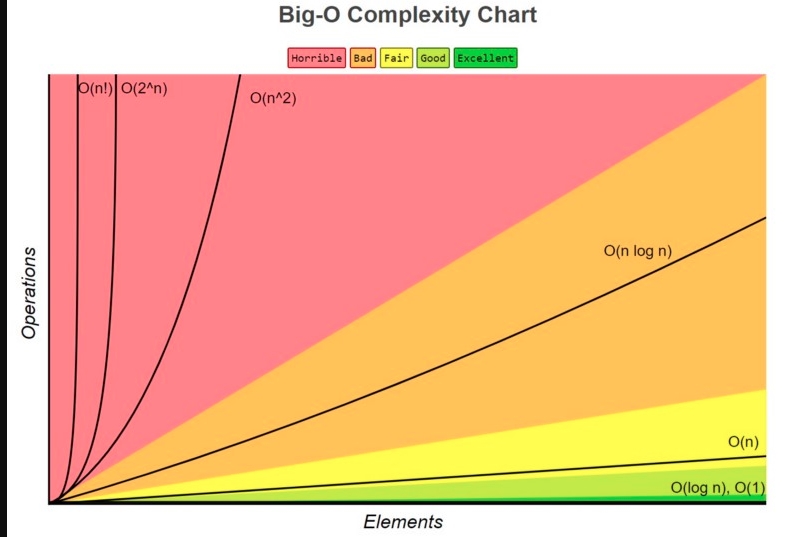 Big-O Complexity Chart
Horrible Bad Fair Good Excellent
O(n!) O(2^n)
O(n^2)
O(n log n)
O(n)
O(log n), O(1)
Operations
Elements